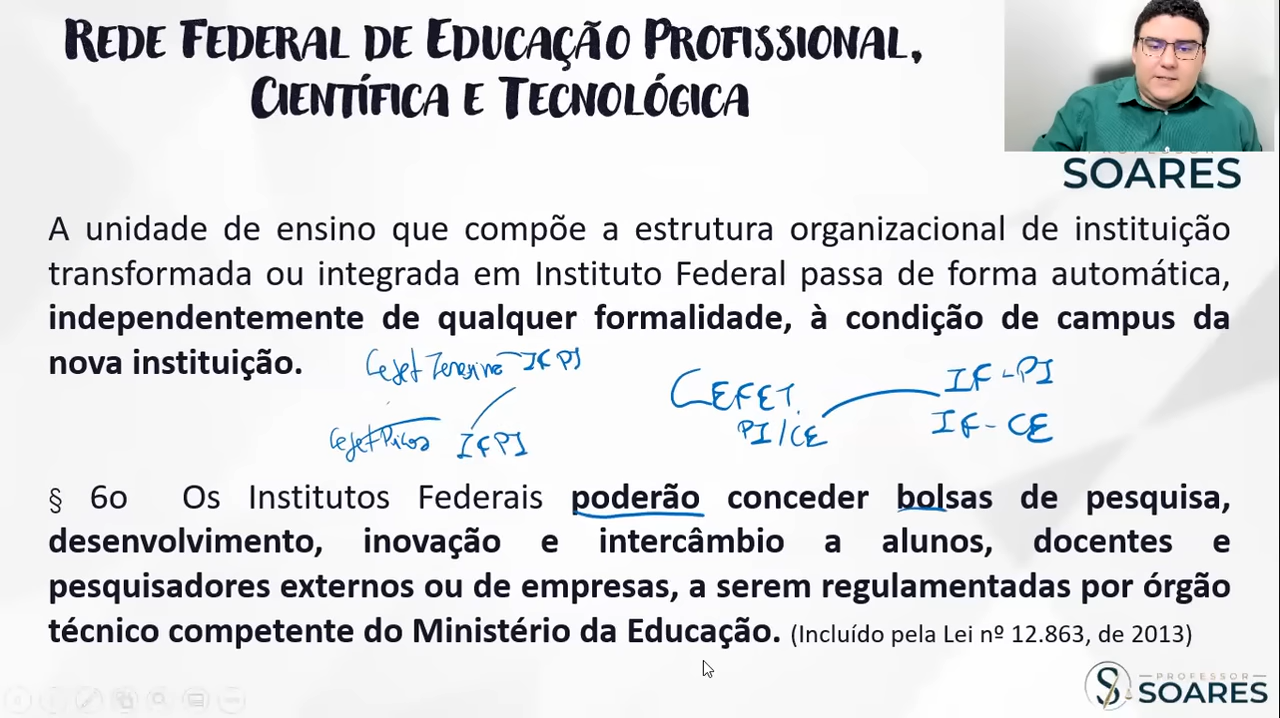 REDE FEDERAL DE EDUCAÇÃO PROFISSIONAL,
CIENTÍFICA E TECNOLÓGICA
SOARES
A unidade de ensino que compõe a estrutura organizacional de instituição
transformada ou integrada em Instituto Federal passa de forma automática,
independentemente de qualquer formalidade, à condição de campus da
nova instituição.
Cefet Teresina IFPI
CEFET
PI/CE
IF-PI
IF-CE
Cefet Picos IFPI
§ 6o Os Institutos Federais poderão conceder bolsas de pesquisa,
desenvolvimento, inovação e intercâmbio a alunos, docentes e
pesquisadores externos ou de empresas, a serem regulamentadas por órgão
técnico competente do Ministério da Educação. (Incluído pela Lei nº 12.863, de 2013)
PROFESSOR
SOARES